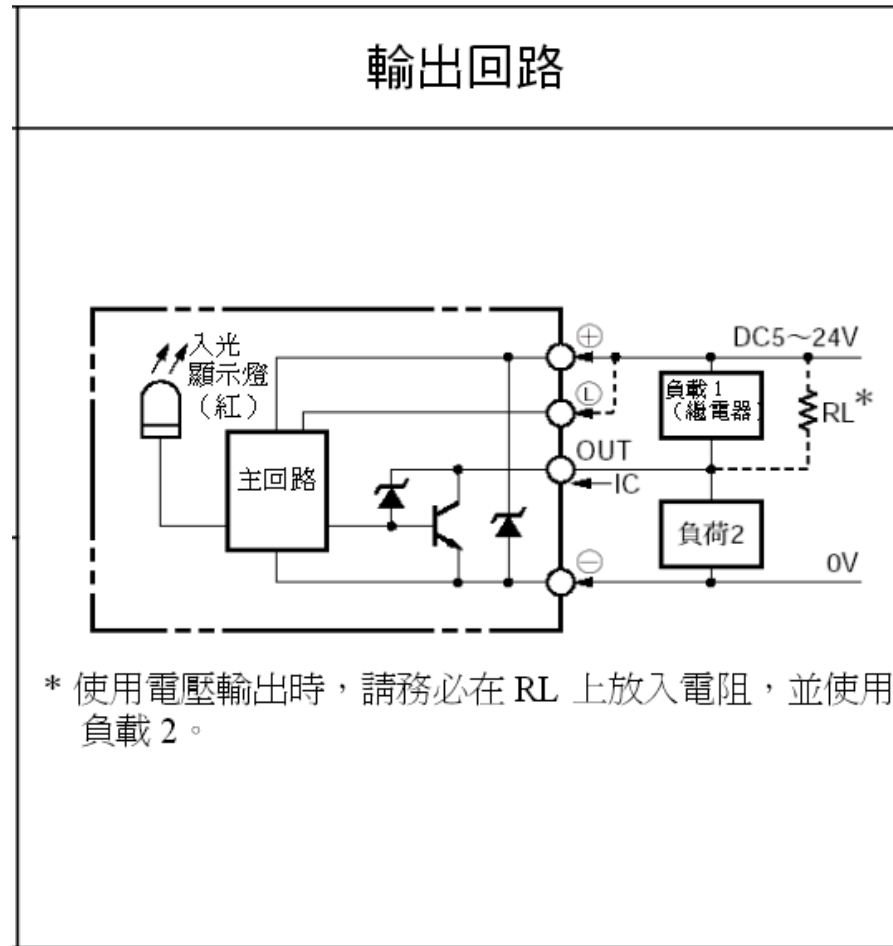 輸出回路
入光
顯示燈
（紅）
主回路
⊕
Ⓛ
OUT
IC
⊖
DC5～24V
負載1
（繼電器）
RL*
負荷2
0V
* 使用電壓輸出時，請務必在 RL 上放入電阻，並使用
負載 2。